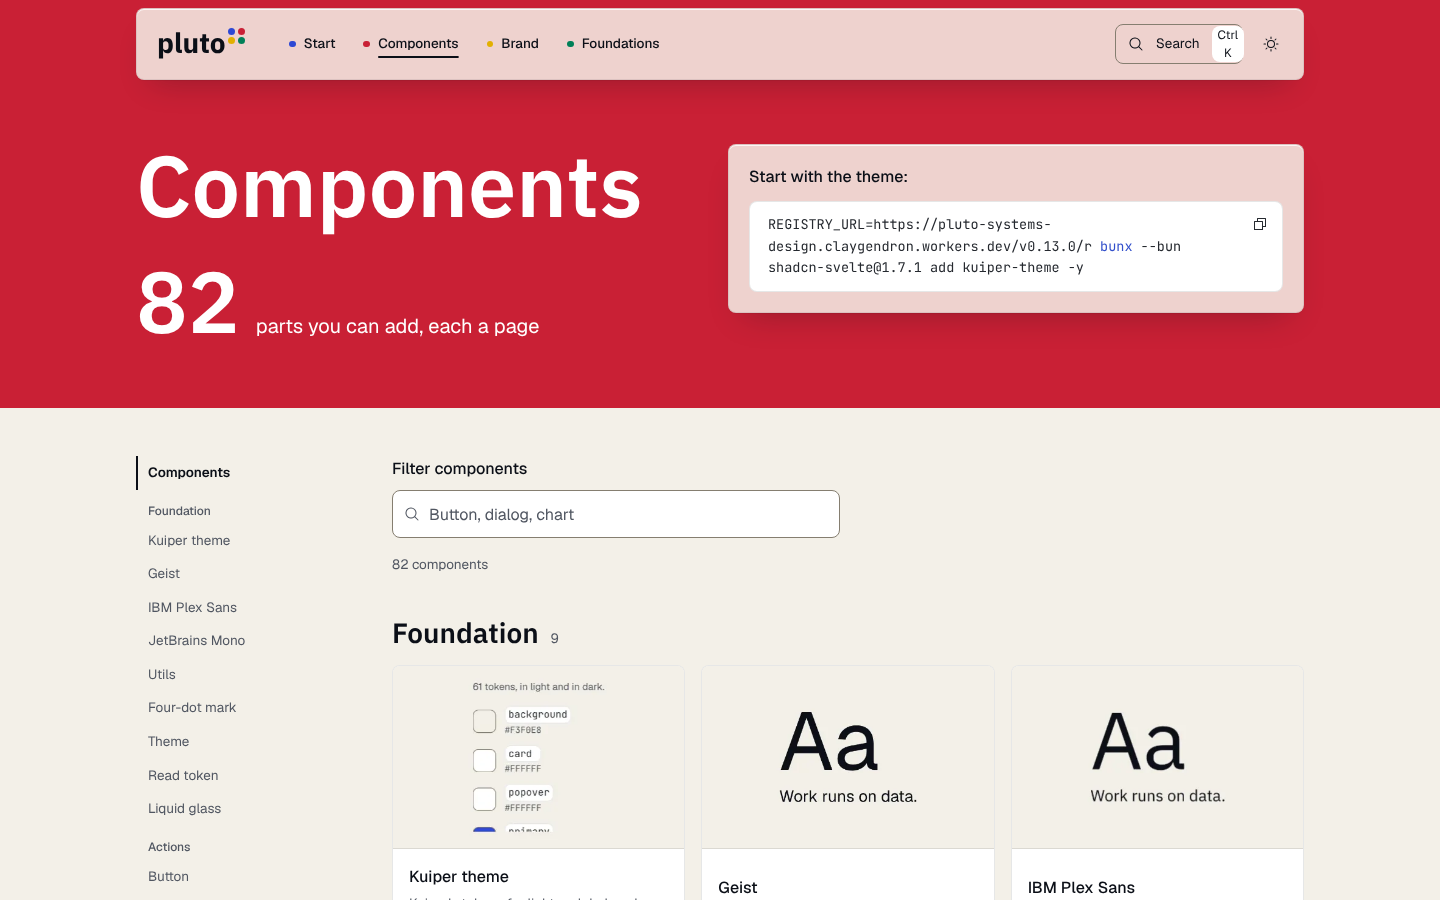 pluto
Start
Components
Brand
Foundations
Search
Ctrl
K
Components
82 parts you can add, each a page
Start with the theme:
REGISTRY_URL=https://pluto-systems-
design.claygendron.workers.dev/v0.13.0/r bunx --bun
shadcn-svelte@1.7.1 add kuiper-theme -y
Components
Foundation
Kuiper theme
Geist
IBM Plex Sans
JetBrains Mono
Utils
Four-dot mark
Theme
Read token
Liquid glass
Actions
Button
Filter components
Button, dialog, chart
82 components
Foundation 9
61 tokens, in light and in dark.
background
#F3F0E8
card
#FFFFFF
popover
#FFFFFF
primary
Kuiper theme
Aa
Work runs on data.
Geist
Aa
Work runs on data.
IBM Plex Sans